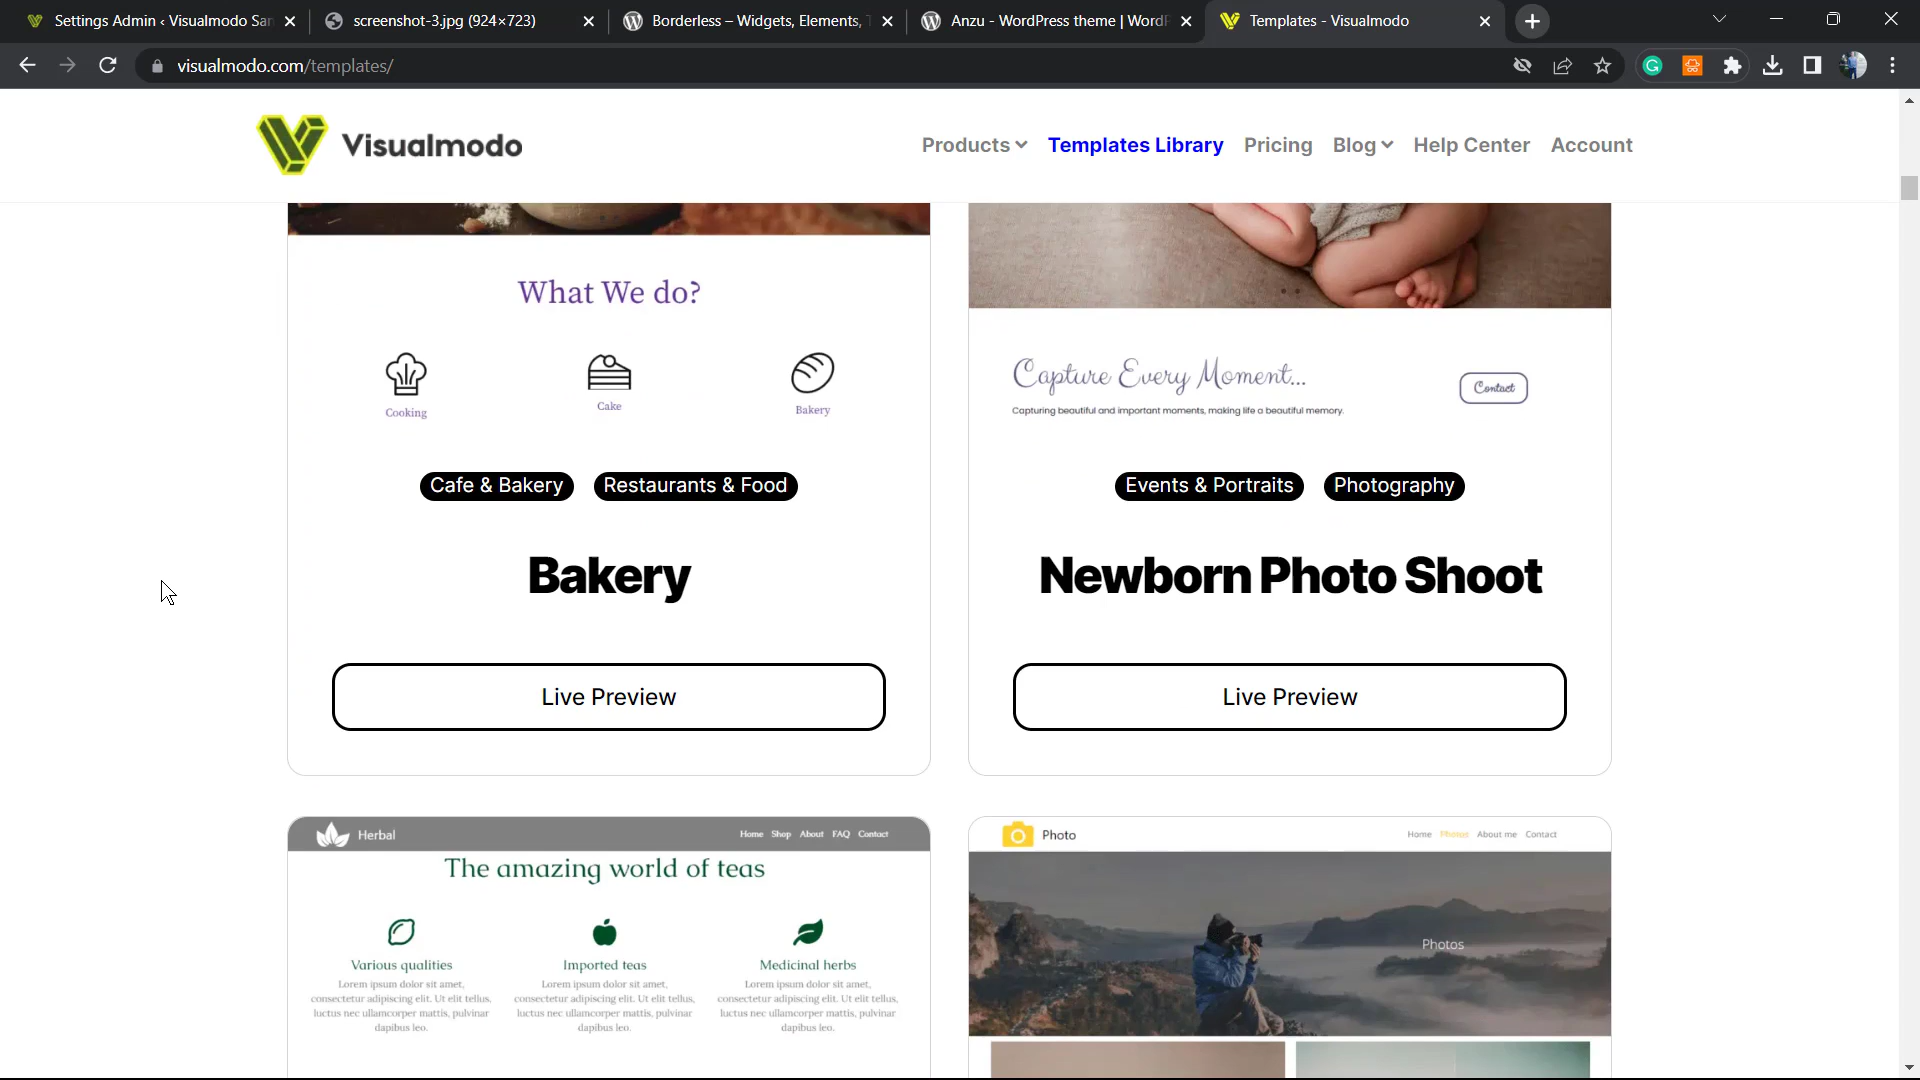 Settings Admin ‹ Visualmodo San
screenshot-3.jpg (924×723)
Borderless – Widgets, Elements, T
Anzu - WordPress theme | WordP
Templates - Visualmodo
visualmodo.com/templates/
Visualmodo
Products
Templates Library
Pricing
Blog
Help Center
Account
What We do?
Cooking
Cake
Bakery
Cafe & Bakery
Restaurants & Food
Bakery
Live Preview
Capture Every Moment...
Capturing beautiful and important moments, making life a beautiful memory.
Contact
Events & Portraits
Photography
Newborn Photo Shoot
Live Preview
Herbal
Home Shop About FAQ Contact
The amazing world of teas
Various qualities
Lorem ipsum dolor sit amet,
consectetur adipiscing elit. Ut elit tellus,
luctus nec ullamcorper mattis, pulvinar
dapibus leo.
Imported teas
Lorem ipsum dolor sit amet,
consectetur adipiscing elit. Ut elit tellus,
luctus nec ullamcorper mattis, pulvinar
dapibus leo.
Medicinal herbs
Lorem ipsum dolor sit amet,
consectetur adipiscing elit. Ut elit tellus,
luctus nec ullamcorper mattis, pulvinar
dapibus leo.
Photo
Home Photos About me Contact
Photos